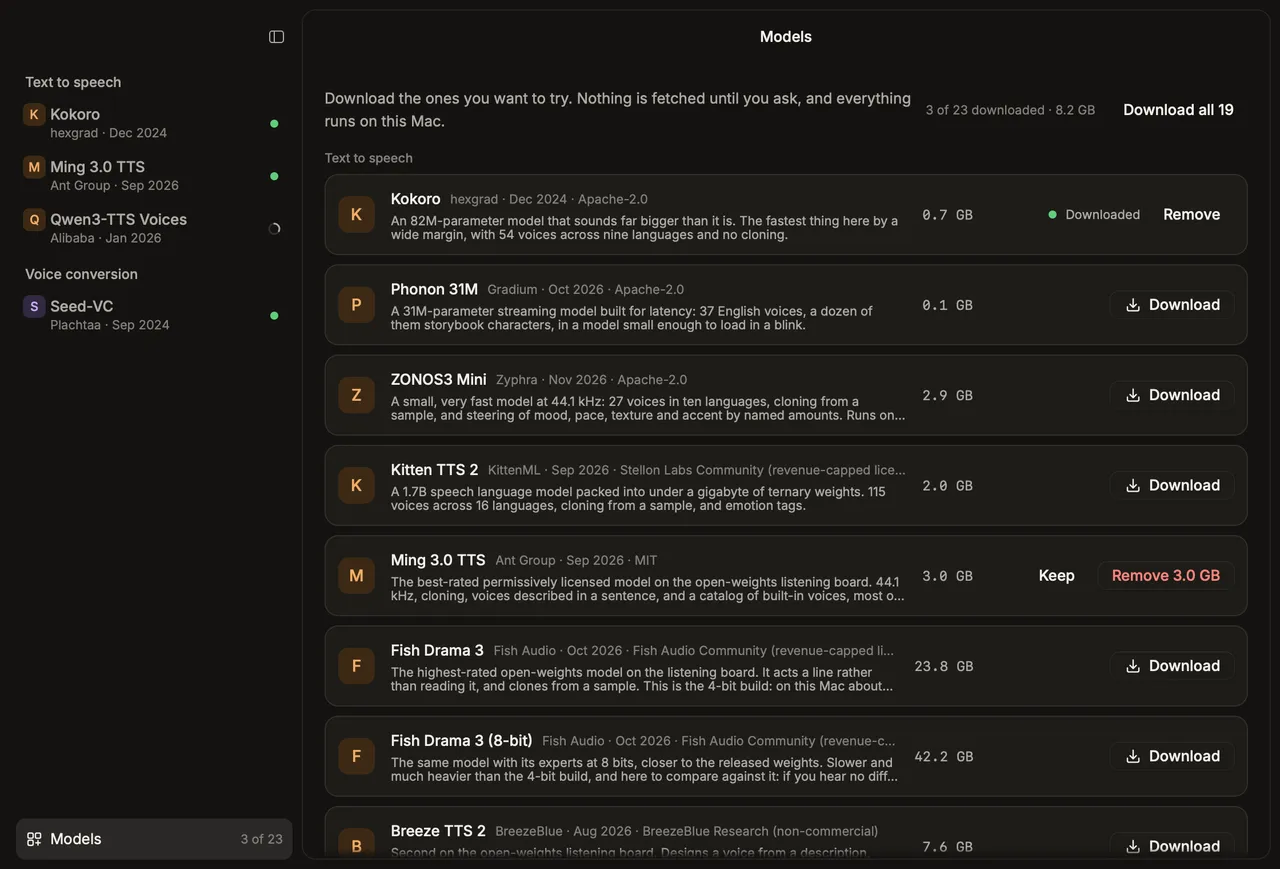 Models
Text to speech
K Kokoro
hexgrad · Dec 2024
M Ming 3.0 TTS
Ant Group · Sep 2026
Q Qwen3-TTS Voices
Alibaba · Jan 2026
Voice conversion
S Seed-VC
Plachtaa · Sep 2024
Models 3 of 23
Download the ones you want to try. Nothing is fetched until you ask, and everything
runs on this Mac.
3 of 23 downloaded · 8.2 GB Download all 19
Text to speech
K
Kokoro hexgrad · Dec 2024 · Apache-2.0
An 82M-parameter model that sounds far bigger than it is. The fastest thing here by a
wide margin, with 54 voices across nine languages and no cloning.
0.7 GB Downloaded Remove
P
Phonon 31M Gradium · Oct 2026 · Apache-2.0
A 31M-parameter streaming model built for latency: 37 English voices, a dozen of
them storybook characters, in a model small enough to load in a blink.
0.1 GB Download
Z
ZONOS3 Mini Zyphra · Nov 2026 · Apache-2.0
A small, very fast model at 44.1 kHz: 27 voices in ten languages, cloning from a
sample, and steering of mood, pace, texture and accent by named amounts. Runs on...
2.9 GB Download
K
Kitten TTS 2 KittenML · Sep 2026 · Stellon Labs Community (revenue-capped lice...
A 1.7B speech language model packed into under a gigabyte of ternary weights. 115
voices across 16 languages, cloning from a sample, and emotion tags.
2.0 GB Download
M
Ming 3.0 TTS Ant Group · Sep 2026 · MIT
The best-rated permissively licensed model on the open-weights listening board. 44.1
kHz, cloning, voices described in a sentence, and a catalog of built-in voices, most o...
3.0 GB Keep Remove 3.0 GB
F
Fish Drama 3 Fish Audio · Oct 2026 · Fish Audio Community (revenue-capped li...
The highest-rated open-weights model on the listening board. It acts a line rather
than reading it, and clones from a sample. This is the 4-bit build: on this Mac about...
23.8 GB Download
F
Fish Drama 3 (8-bit) Fish Audio · Oct 2026 · Fish Audio Community (revenue-c...
The same model with its experts at 8 bits, closer to the released weights. Slower and
much heavier than the 4-bit build, and here to compare against it: if you hear no diff...
42.2 GB Download
B
Breeze TTS 2 BreezeBlue · Aug 2026 · BreezeBlue Research (non-commercial)
Second on the open-weights listening board. Designs a voice from a description,
7.6 GB Download